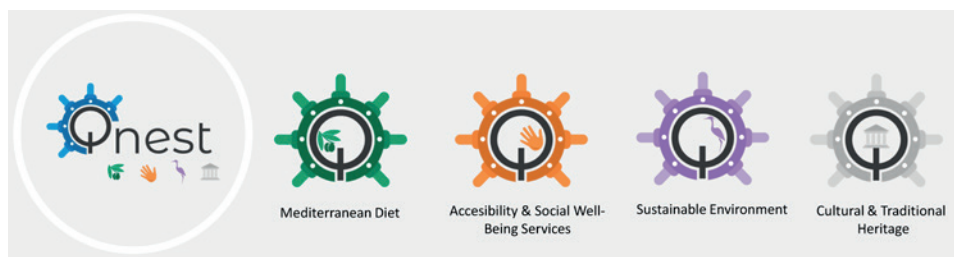 Qnest
Mediterranean Diet
Accesibility & Social Well-
Being Services
Sustainable Environment
Cultural & Traditional
Heritage